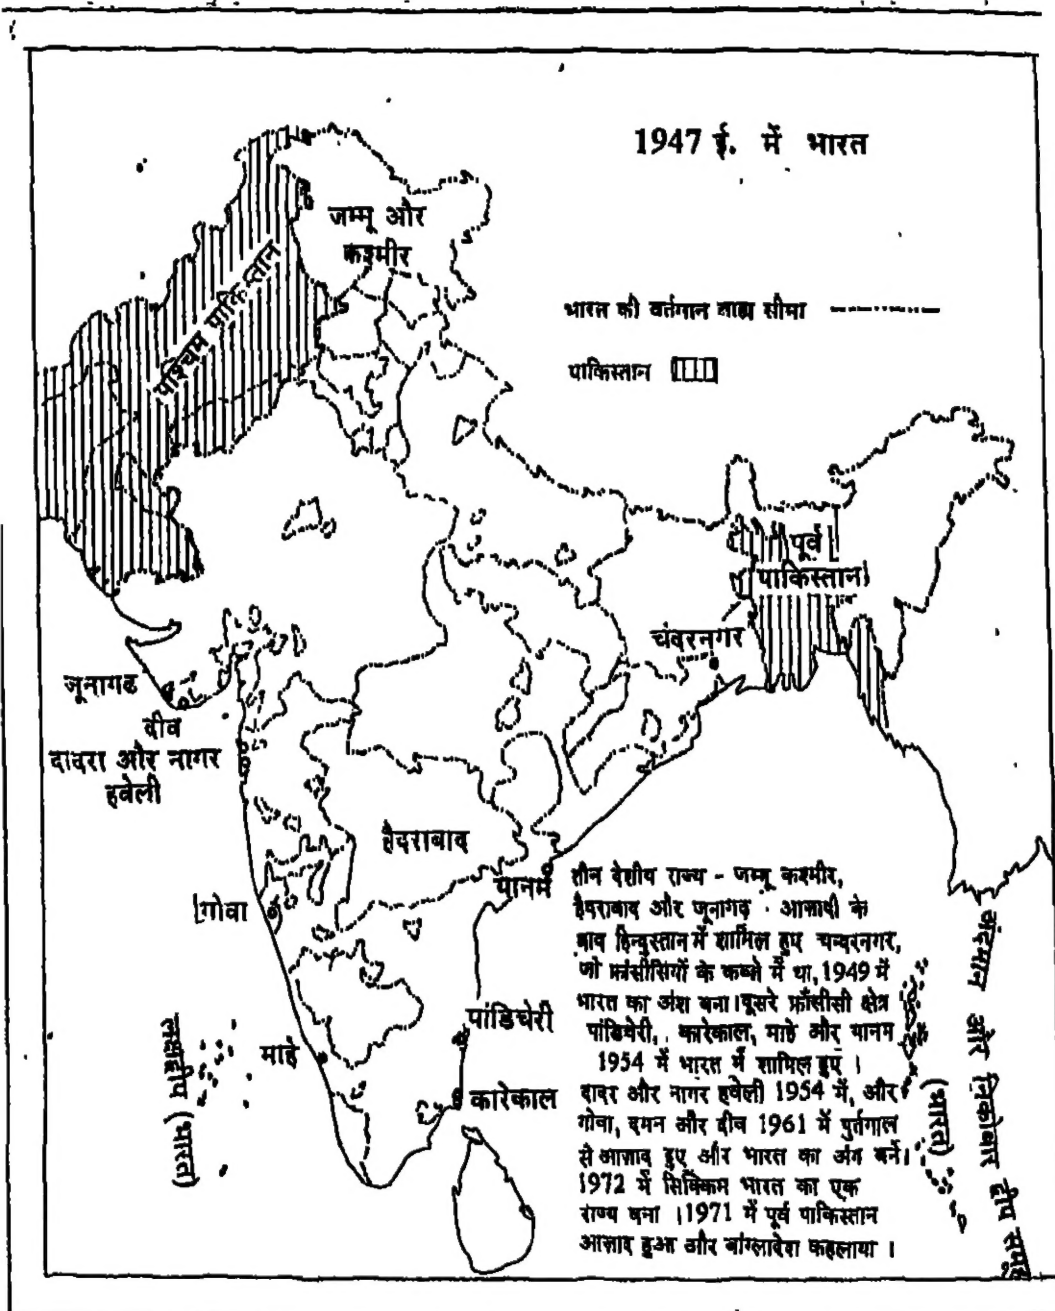 1947 ई. में भारत
जम्मू और
कश्मीर
पश्चिम पाकिस्तान
भारत की वर्तमान बाह्य सीमा
पाकिस्तान
पूर्व
पाकिस्तान
चंदरनगर
जूनागढ
दीव
दादरा और नागर
हवेली
हैदराबाद
यानम
गोवा
तीन देशीय राज्य - जम्मू कश्मीर,
हैदराबाद और जूनागढ़ - आज़ादी के
बाद हिन्दुस्तान में शामिल हुए चन्दरनगर,
जो फ्रांसीसियों के कब्जे में था, 1949 में
भारत का अंश बना। दूसरे फ्राँसीसी क्षेत्र
पांडिचेरी, कारेकाल, माहे और यानम
1954 में भारत में शामिल हुए ।
दादर और नागर हवेली 1954 में, और
गोवा, दमन और दीव 1961 में पुर्तगाल
से आज़ाद हुए और भारत का अंग बनें।
1972 में सिक्किम भारत का एक
राज्य बना । 1971 में पूर्व पाकिस्तान
आज़ाद हुआ और बांग्लादेश कहलाया ।
पांडिचेरी
माहे
कारेकाल
लक्षद्वीप (भारत)
अंदमान और निकोबार द्वीप समूह
(भारत)